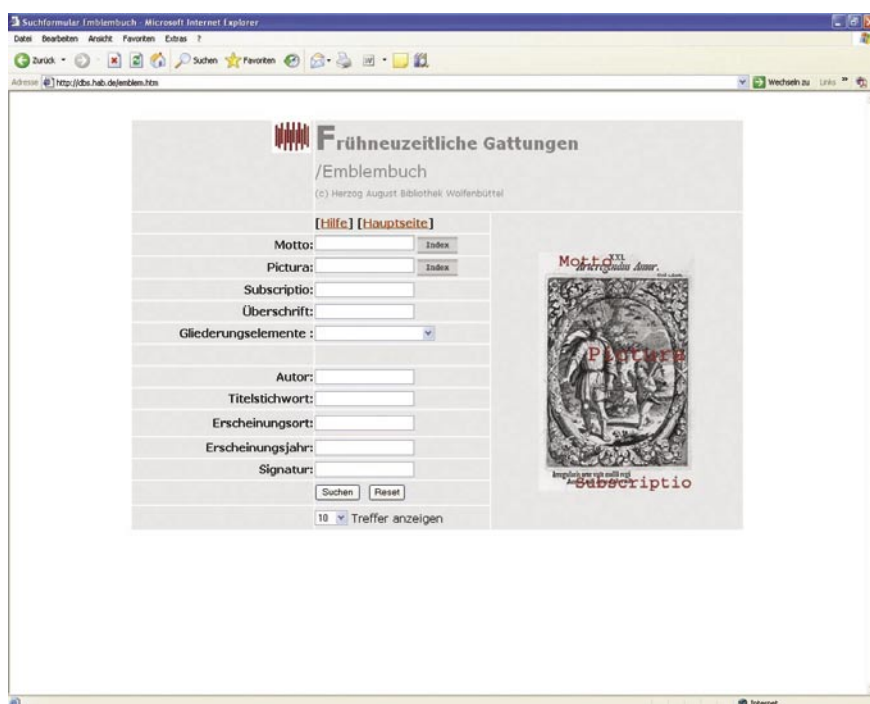 Suchformular Emblembuch - Microsoft Internet Explorer
Datei Bearbeiten Ansicht Favoriten Extras ?
Zurück Suchen Favoriten
Adresse http://dbs.hab.de/emblem.htm Wechseln zu Links »
Frühneuzeitliche Gattungen
/Emblembuch
(c) Herzog August Bibliothek Wolfenbüttel
[Hilfe] [Hauptseite]
Motto: Index
Pictura: Index
Subscriptio:
Überschrift:
Gliederungselemente :
Autor:
Titelstichwort:
Erscheinungsort:
Erscheinungsjahr:
Signatur:
Suchen Reset
10 Treffer anzeigen
Motto
XXI.
Amor.
Pictura
Subscriptio
Internet